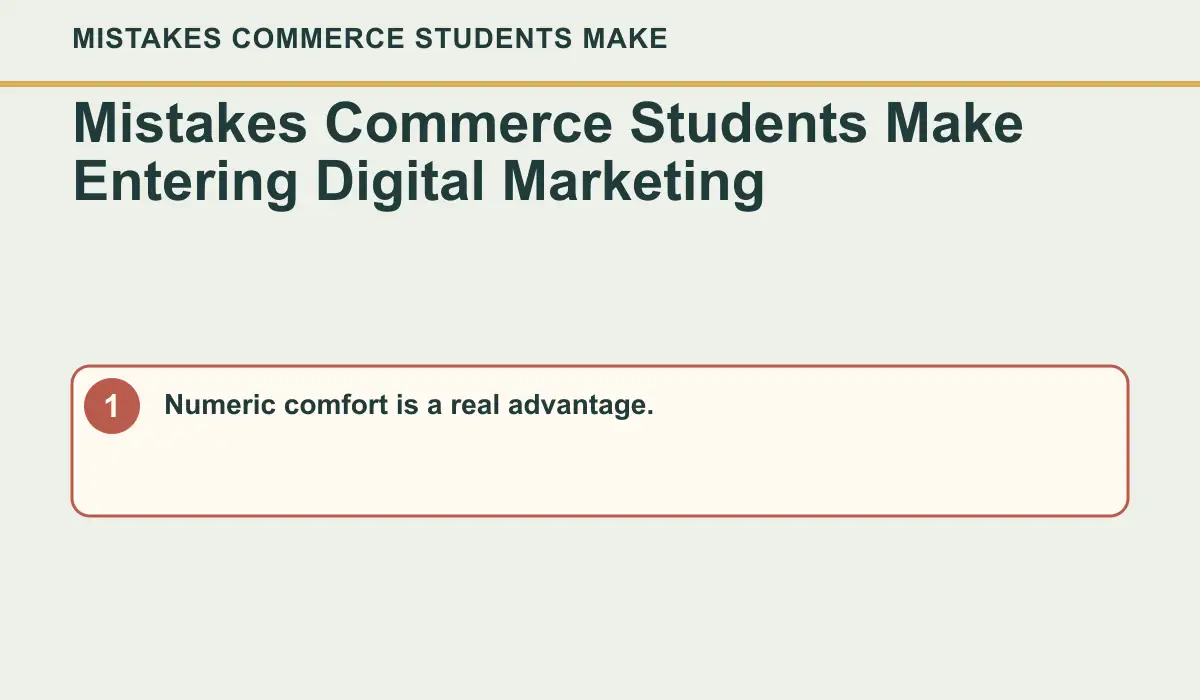 MISTAKES COMMERCE STUDENTS MAKE
Mistakes Commerce Students Make
Entering Digital Marketing
1 Numeric comfort is a real advantage.